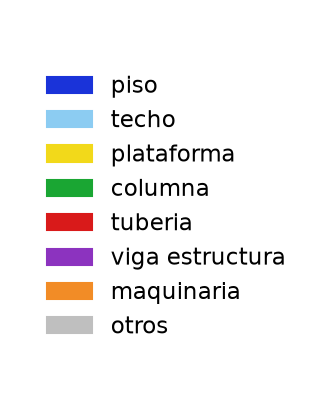 piso
techo
plataforma
columna
tuberia
viga estructura
maquinaria
otros